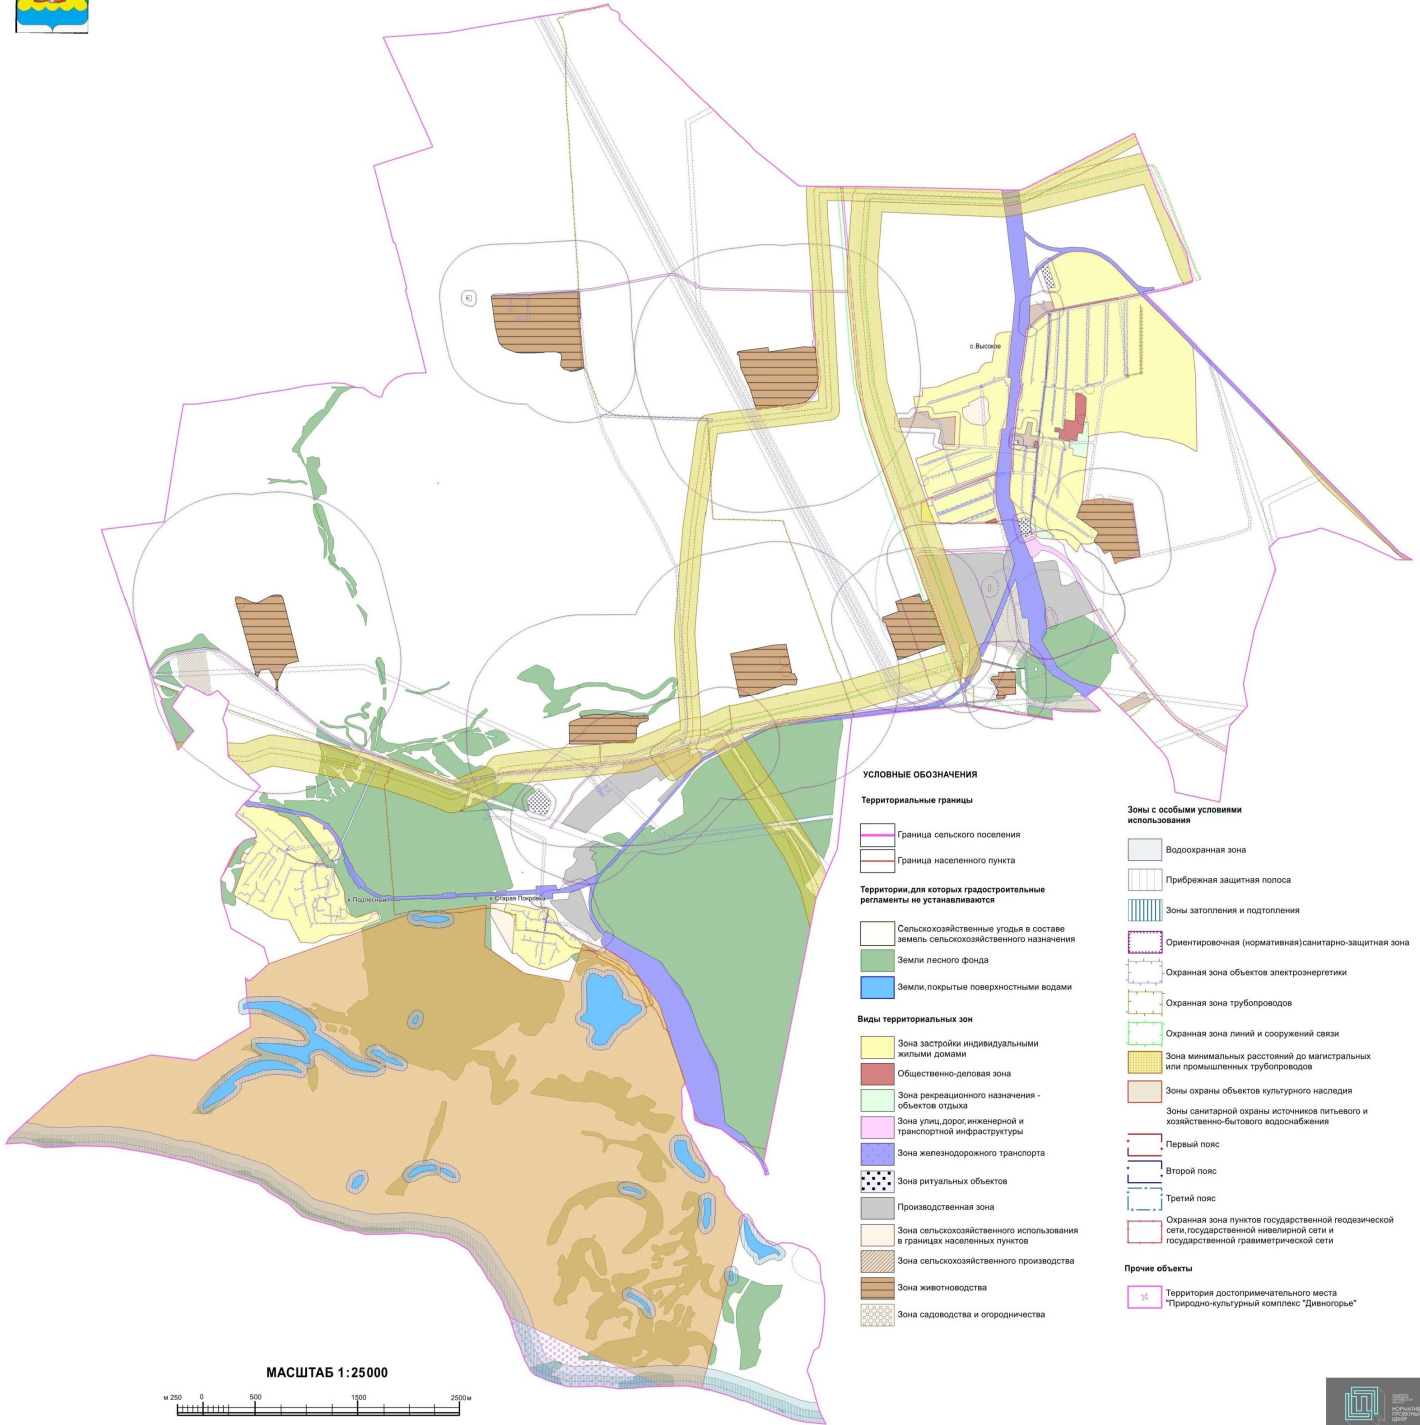 с.Высокое
х.Подлесный
х.Старая Покровка
УСЛОВНЫЕ ОБОЗНАЧЕНИЯ
Территориальные границы
Граница сельского поселения
Граница населенного пункта
Территории,для которых градостроительные
регламенты не устанавливаются
Сельскохозяйственные угодья в составе
земель сельскохозяйственного назначения
Земли лесного фонда
Земли,покрытые поверхностными водами
Виды территориальных зон
Зона застройки индивидуальными
жилыми домами
Общественно-деловая зона
Зона рекреационного назначения -
объектов отдыха
Зона улиц,дорог,инженерной и
транспортной инфраструктуры
Зона железнодорожного транспорта
Зона ритуальных объектов
Производственная зона
Зона сельскохозяйственного использования
в границах населенных пунктов
Зона сельскохозяйственного производства
Зона животноводства
Зона садоводства и огородничества
Зоны с особыми условиями
использования
Водоохранная зона
Прибрежная защитная полоса
Зоны затопления и подтопления
Ориентировочная (нормативная)санитарно-защитная зона
Охранная зона объектов электроэнергетики
Охранная зона трубопроводов
Охранная зона линий и сооружений связи
Зона минимальных расстояний до магистральных
или промышленных трубопроводов
Зоны охраны объектов культурного наследия
Зоны санитарной охраны источников питьевого и
хозяйственно-бытового водоснабжения
Первый пояс
Второй пояс
Третий пояс
Охранная зона пунктов государственной геодезической
сети,государственной нивелирной сети и
государственной гравиметрической сети
Прочие объекты
Территория достопримечательного места
"Природно-культурный комплекс "Дивногорье"
МАСШТАБ 1:25000
м 250 0 500 1500 2500м